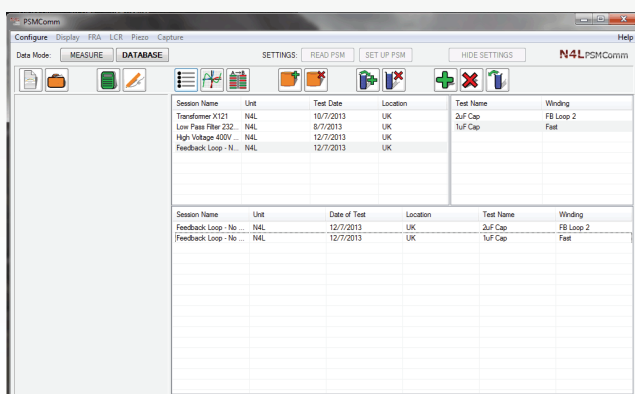 PSMComm
Configure Display FRA LCR Piezo Capture Help
Data Mode: MEASURE DATABASE SETTINGS: READ PSM SET UP PSM HIDE SETTINGS N4LPSMComm
Session Name Unit Test Date Location Test Name Winding
Transformer X121 N4L 10/7/2013 UK 2uF Cap FB Loop 2
Low Pass Filter 232... N4L 8/7/2013 UK 1uF Cap Fast
High Voltage 400V ... N4L 12/7/2013 UK
Feedback Loop - N... N4L 12/7/2013 UK
Session Name Unit Date of Test Location Test Name Winding
Feedback Loop - No ... N4L 12/7/2013 UK 2uF Cap FB Loop 2
Feedback Loop - No ... N4L 12/7/2013 UK 1uF Cap Fast